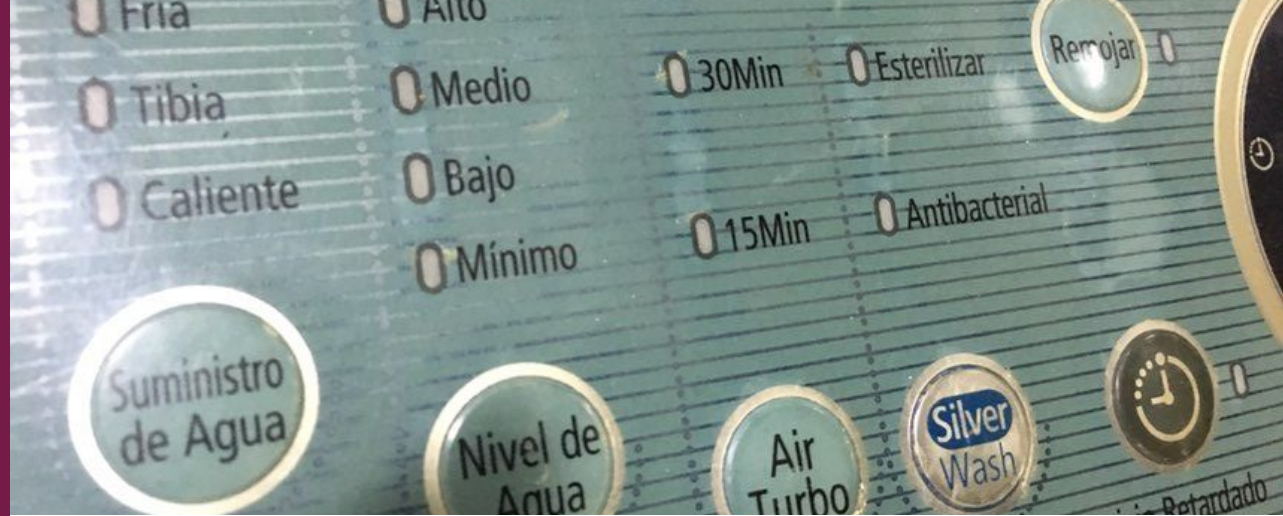 Fría
Alto
Tibia
Medio
30Min
Esterilizar
Remojar
Caliente
Bajo
15Min
Antibacterial
Mínimo
Suministro
de Agua
Nivel de
Agua
Air
Turbo
Silver
Wash
Retardado